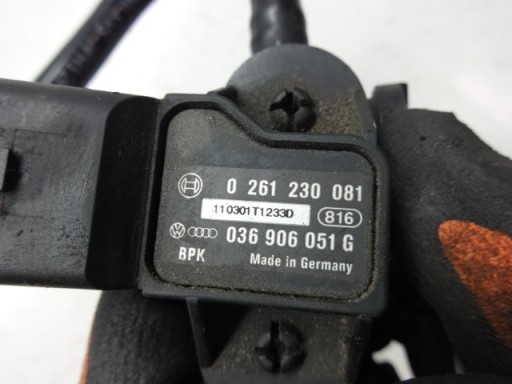 0 261 230 081
110301T1233D 816
036 906 051 G
BPK Made in Germany